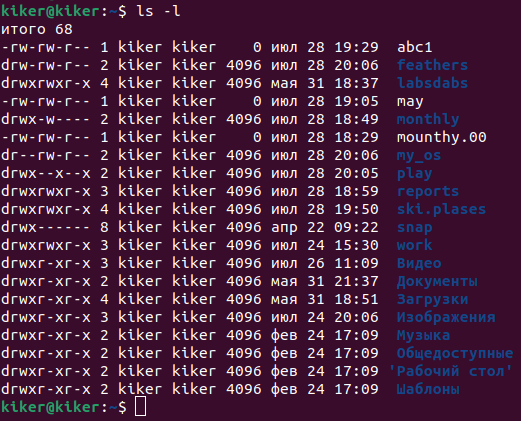 kiker@kiker:~$ ls -l
итого 68
-rw-rw-r-- 1 kiker kiker    0 июл 28 19:29  abc1
drw-rw-r-- 2 kiker kiker 4096 июл 28 20:06  feathers
drwxrwxr-x 4 kiker kiker 4096 мая 31 18:37  labsdabs
-rw-rw-r-- 1 kiker kiker    0 июл 28 19:05  may
drwx-w---- 2 kiker kiker 4096 июл 28 18:49  monthly
-rw-rw-r-- 1 kiker kiker    0 июл 28 18:29  mounthy.00
dr--rw-r-- 2 kiker kiker 4096 июл 28 20:06  my_os
drwx--x--x 2 kiker kiker 4096 июл 28 20:05  play
drwxrwxr-x 3 kiker kiker 4096 июл 28 18:59  reports
drwxrwxr-x 4 kiker kiker 4096 июл 28 19:50  ski.plases
drwx------ 8 kiker kiker 4096 апр 22 09:22  snap
drwxrwxr-x 3 kiker kiker 4096 июл 24 15:30  work
drwxr-xr-x 3 kiker kiker 4096 июл 26 11:09  Видео
drwxr-xr-x 2 kiker kiker 4096 мая 31 21:37  Документы
drwxr-xr-x 4 kiker kiker 4096 мая 31 18:51  Загрузки
drwxr-xr-x 3 kiker kiker 4096 июл 24 20:06  Изображения
drwxr-xr-x 2 kiker kiker 4096 фев 24 17:09  Музыка
drwxr-xr-x 2 kiker kiker 4096 фев 24 17:09  Общедоступные
drwxr-xr-x 2 kiker kiker 4096 фев 24 17:09 'Рабочий стол'
drwxr-xr-x 2 kiker kiker 4096 фев 24 17:09  Шаблоны
kiker@kiker:~$